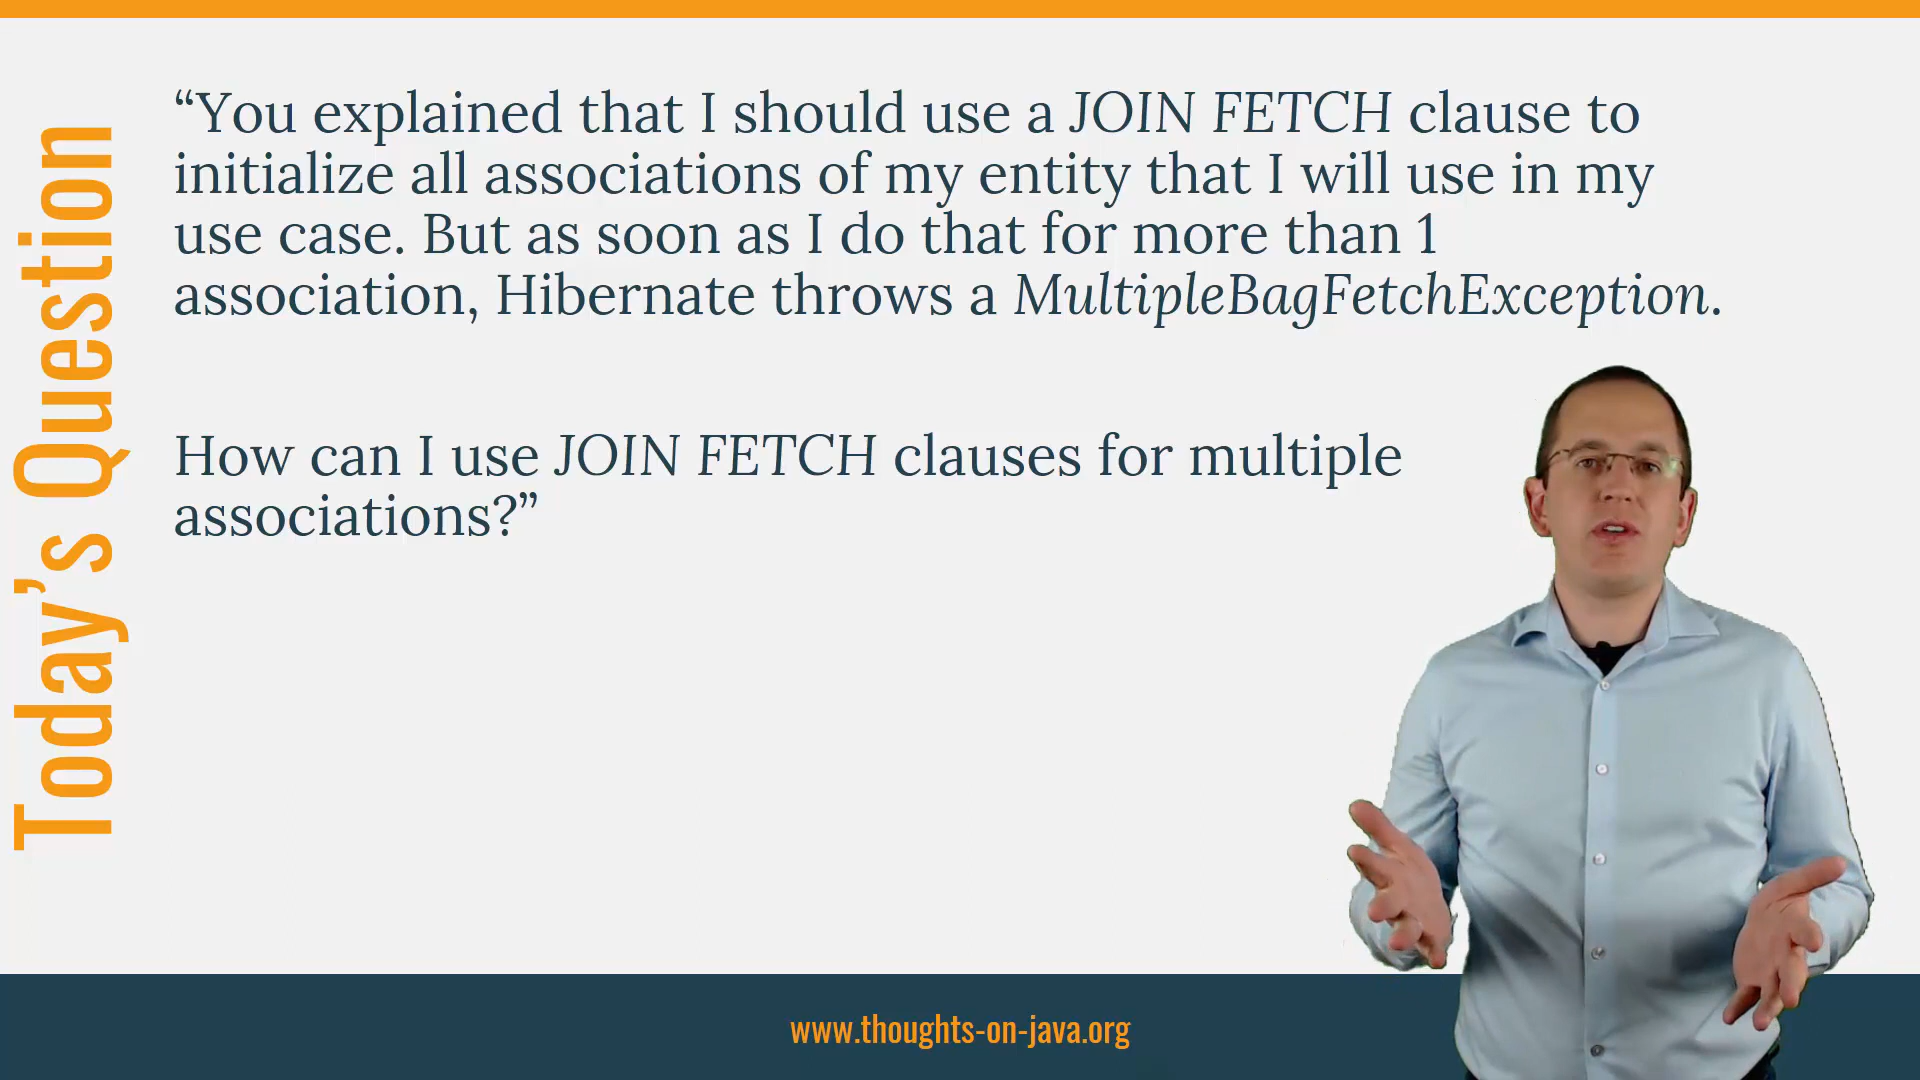 Today's Question
“You explained that I should use a JOIN FETCH clause to
initialize all associations of my entity that I will use in my
use case. But as soon as I do that for more than 1
association, Hibernate throws a MultipleBagFetchException.
How can I use JOIN FETCH clauses for multiple
associations?”
www.thoughts-on-java.org